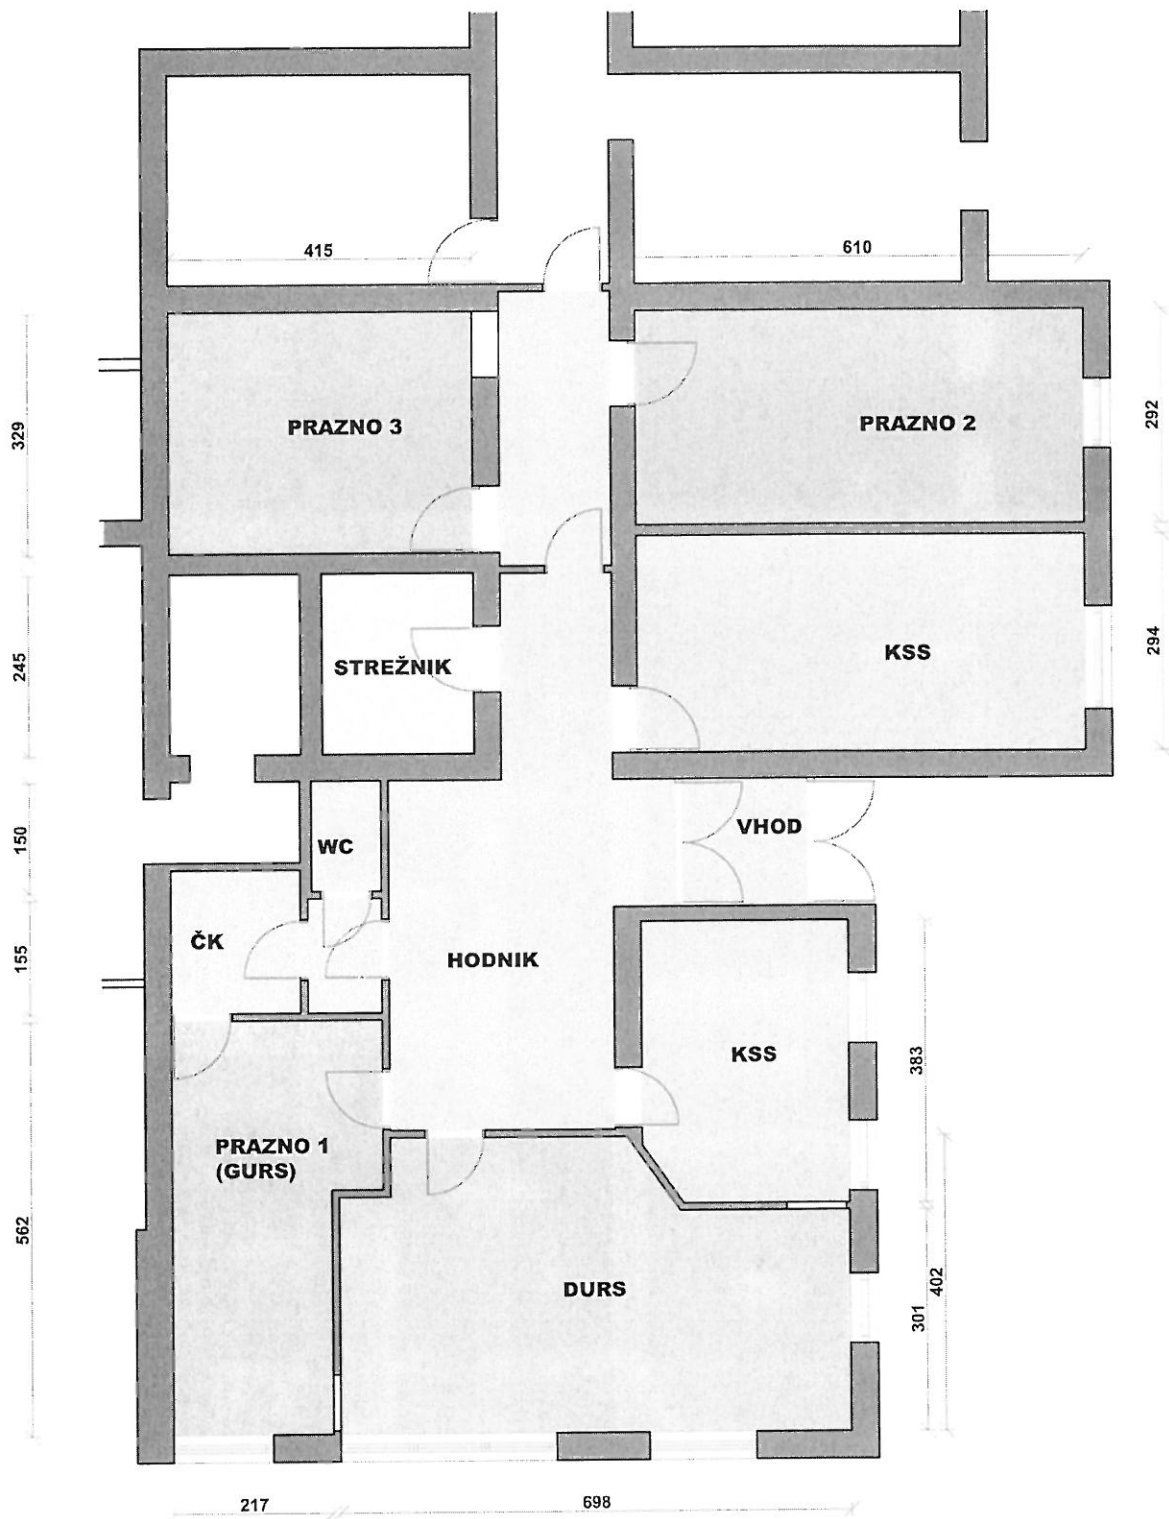 415
610
329
PRAZNO 3
PRAZNO 2
292
245
STREŽNIK
KSS
294
150
WC
VHOD
155
ČK
HODNIK
KSS
383
PRAZNO 1
(GURS)
562
DURS
301
402
217
698